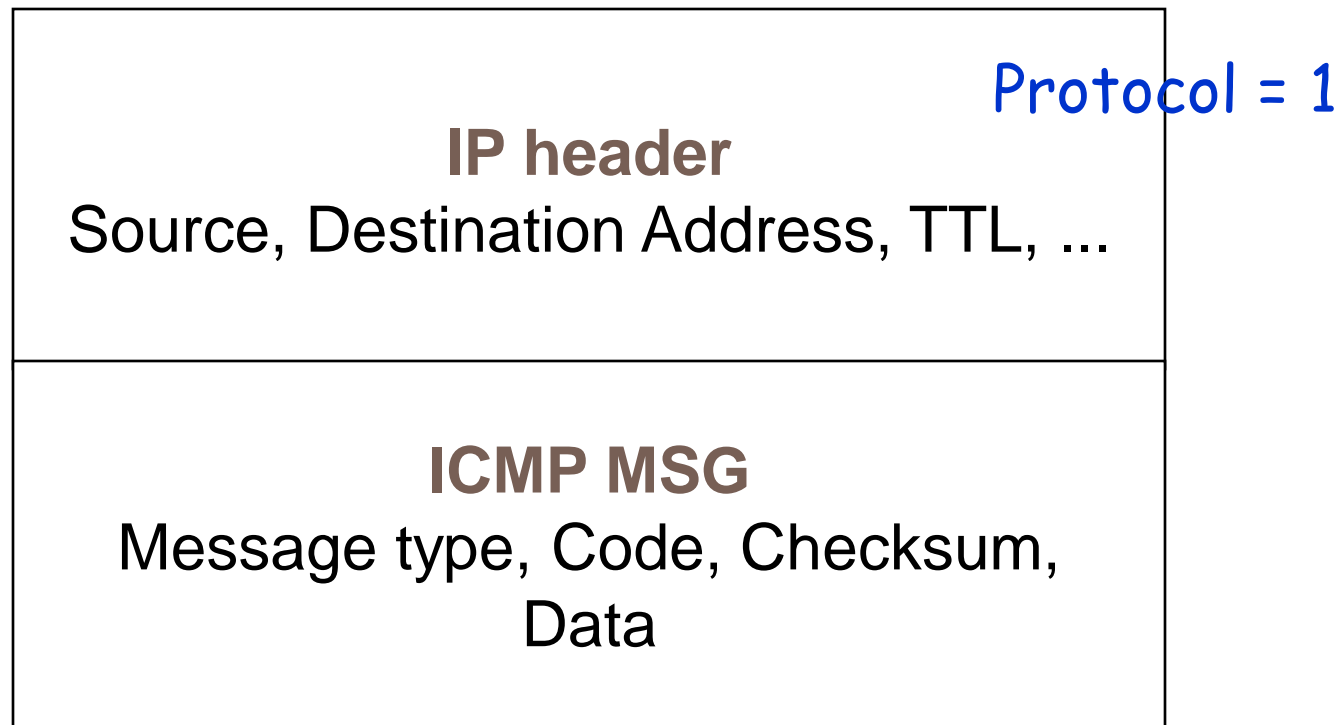 Protocol = 1
IP header
Source, Destination Address, TTL, ...
ICMP MSG
Message type, Code, Checksum,
Data